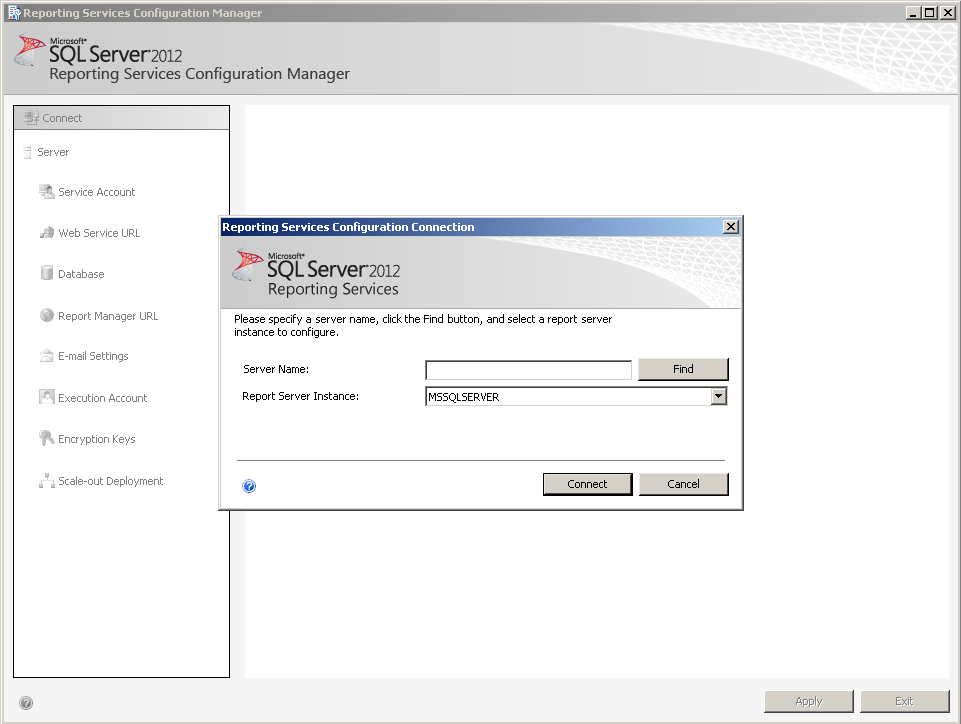 Reporting Services Configuration Manager
Microsoft®
SQL Server® 2012
Reporting Services Configuration Manager
Connect
Server
Service Account
Web Service URL
Database
Report Manager URL
E-mail Settings
Execution Account
Encryption Keys
Scale-out Deployment
Reporting Services Configuration Connection
Microsoft®
SQL Server® 2012
Reporting Services
Please specify a server name, click the Find button, and select a report server
instance to configure.
Server Name:
Find
Report Server Instance:
MSSQLSERVER
Connect
Cancel
Apply
Exit